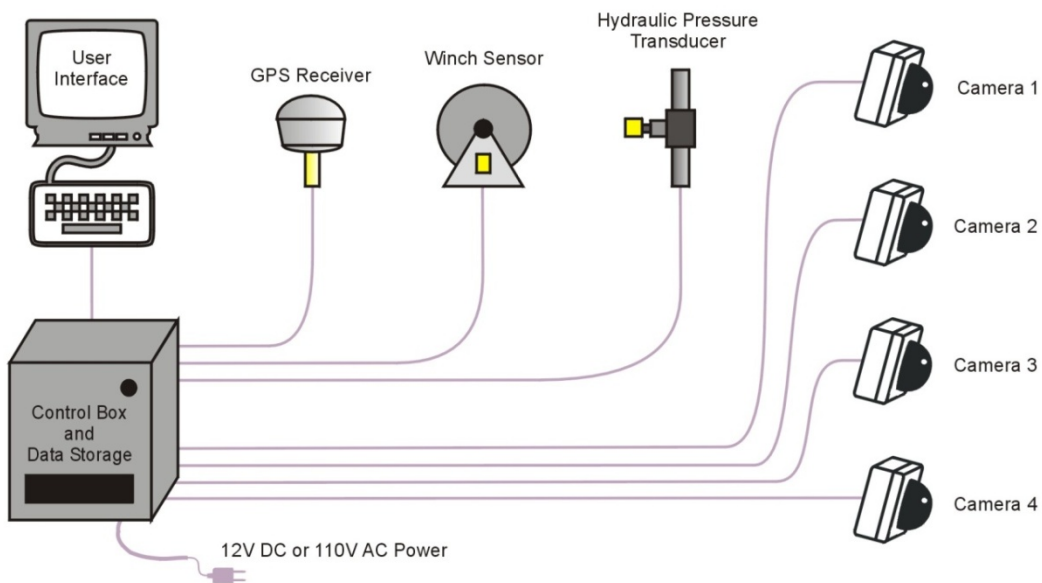 User
Interface
GPS Receiver
Winch Sensor
Hydraulic Pressure
Transducer
Camera 1
Camera 2
Camera 3
Camera 4
Control Box
and
Data Storage
12V DC or 110V AC Power